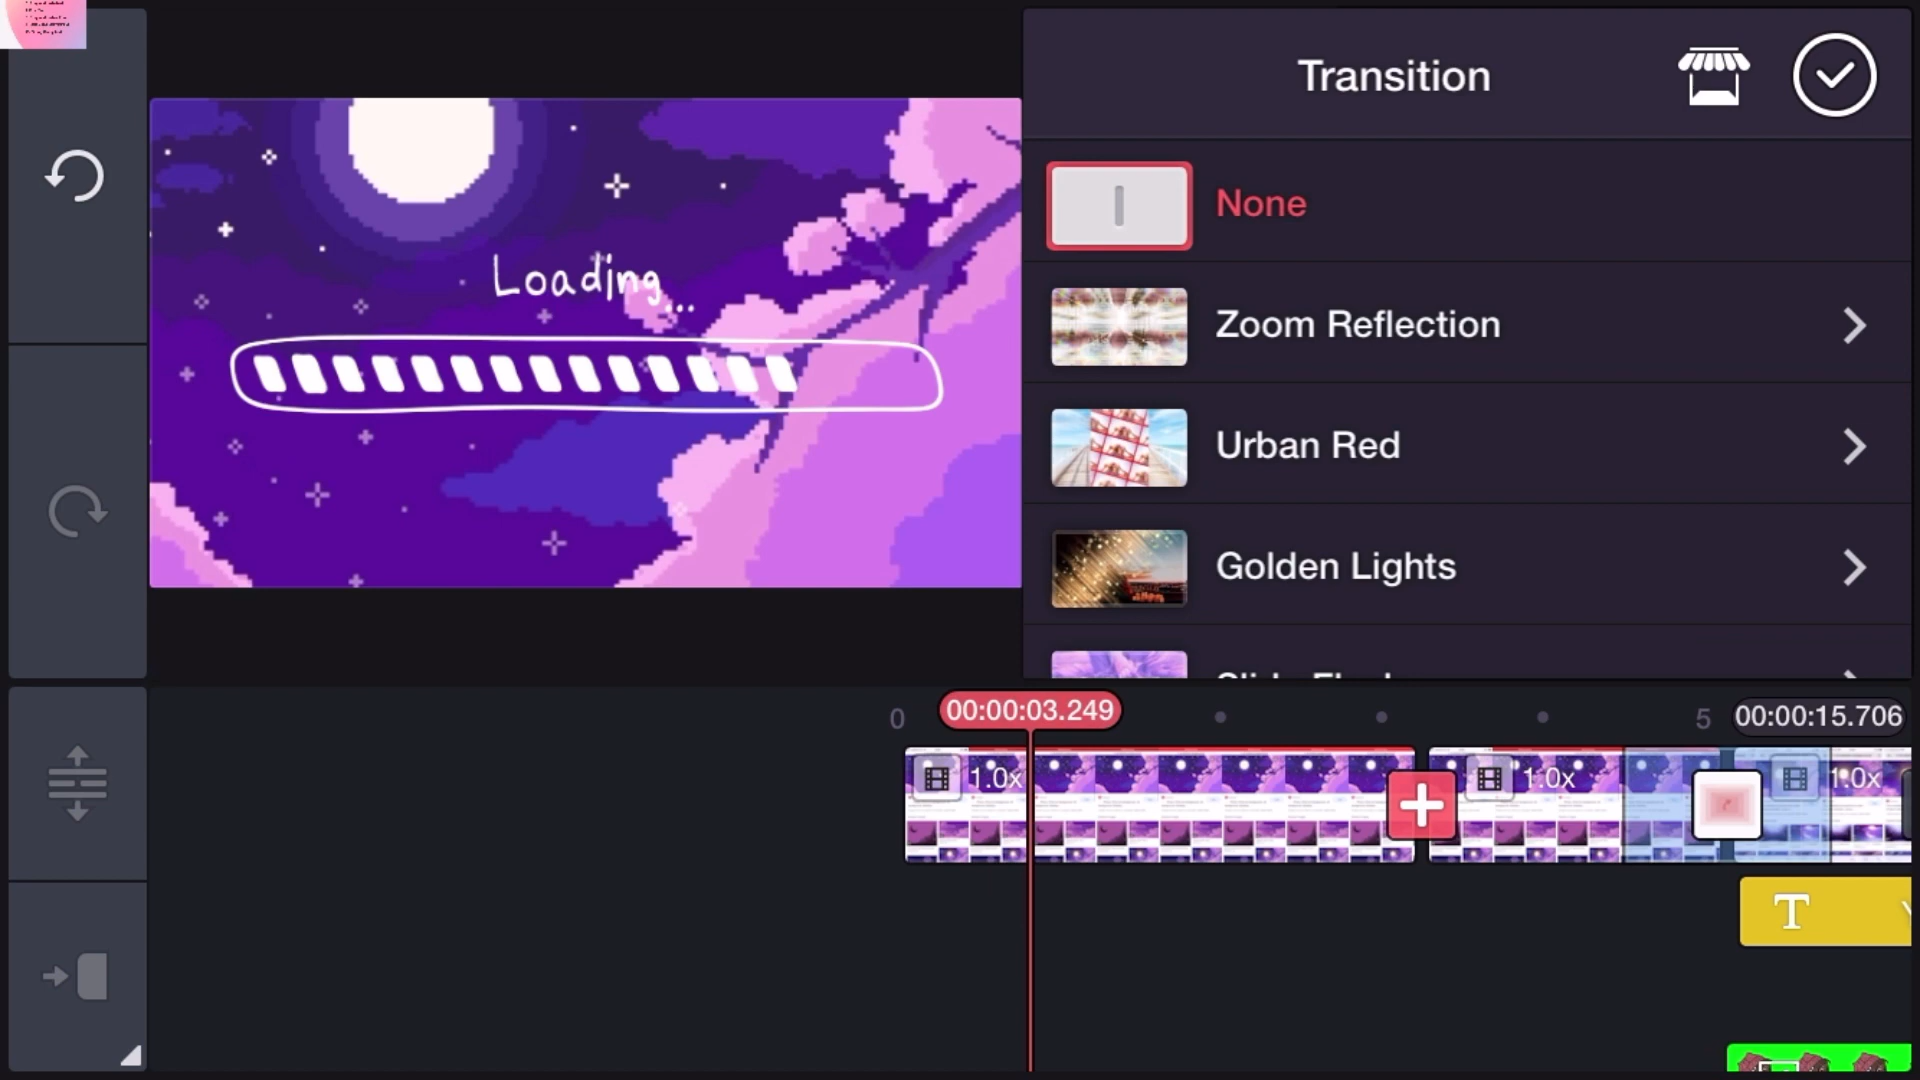 Transition
None
Zoom Reflection
Urban Red
Golden Lights
Loading...
0
00:00:03.249
5
00:00:15.706
1.0x
1.0x
1.0x
T